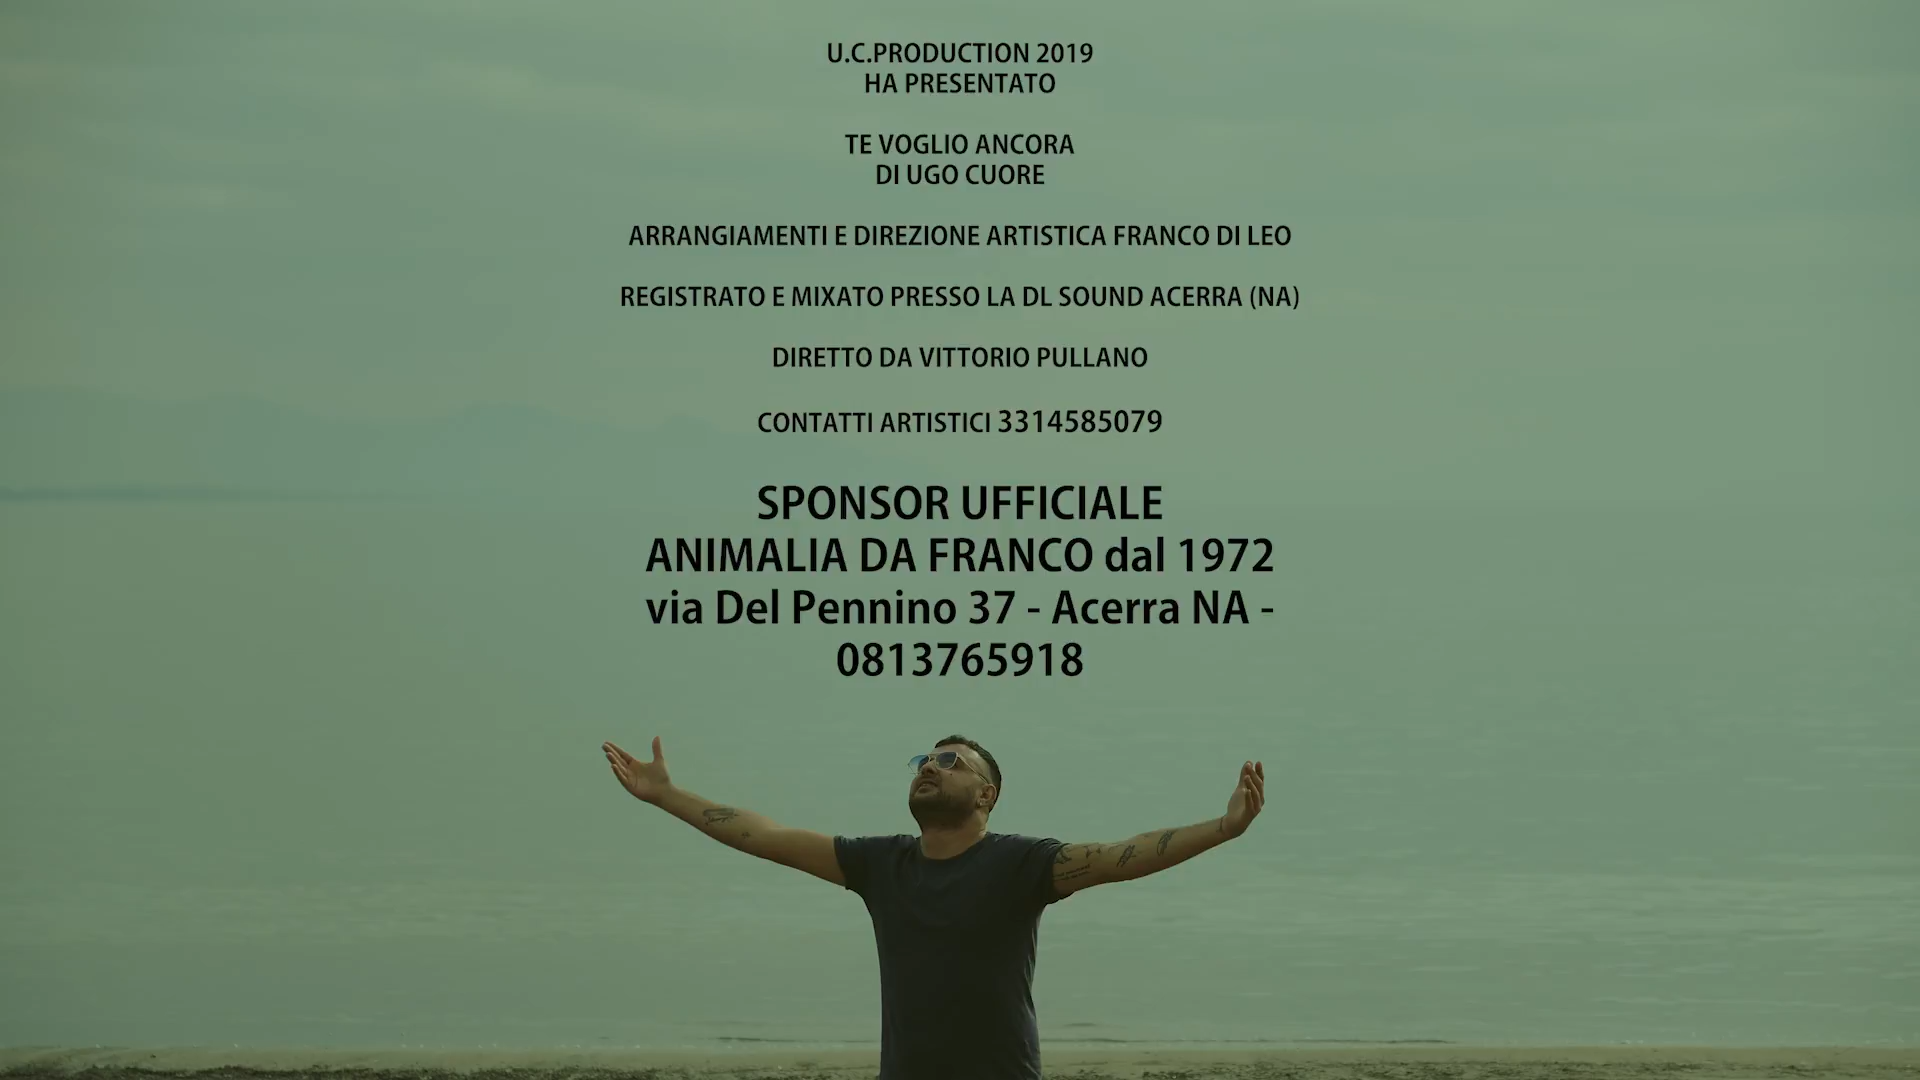 U.C.PRODUCTION 2019
HA PRESENTATO
TE VOGLIO ANCORA
DI UGO CUORE
ARRANGIAMENTI E DIREZIONE ARTISTICA FRANCO DI LEO
REGISTRATO E MIXATO PRESSO LA DL SOUND ACERRA (NA)
DIRETTO DA VITTORIO PULLANO
CONTATTI ARTISTICI 3314585079
SPONSOR UFFICIALE
ANIMALIA DA FRANCO dal 1972
via Del Pennino 37 - Acerra NA -
0813765918